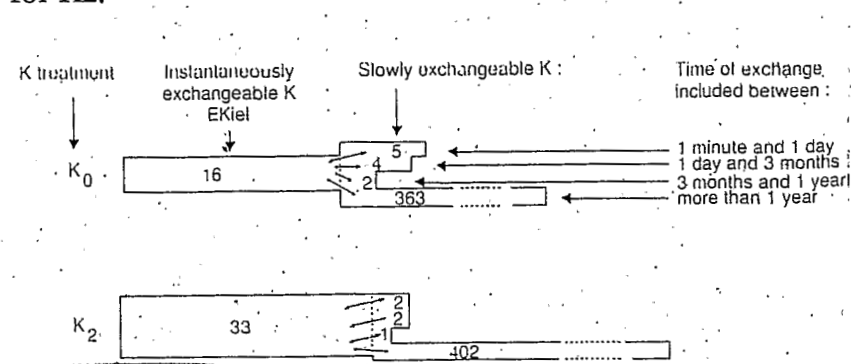 for K2.
K treatment
Instantaneously
exchangeable K
EKiel
Slowly exchangeable K :
Time of exchange
included between :
K0
16
5
4
2
363
1 minute and 1 day
1 day and 3 months
3 months and 1 year
more than 1 year
K2
33
2
2
1
402